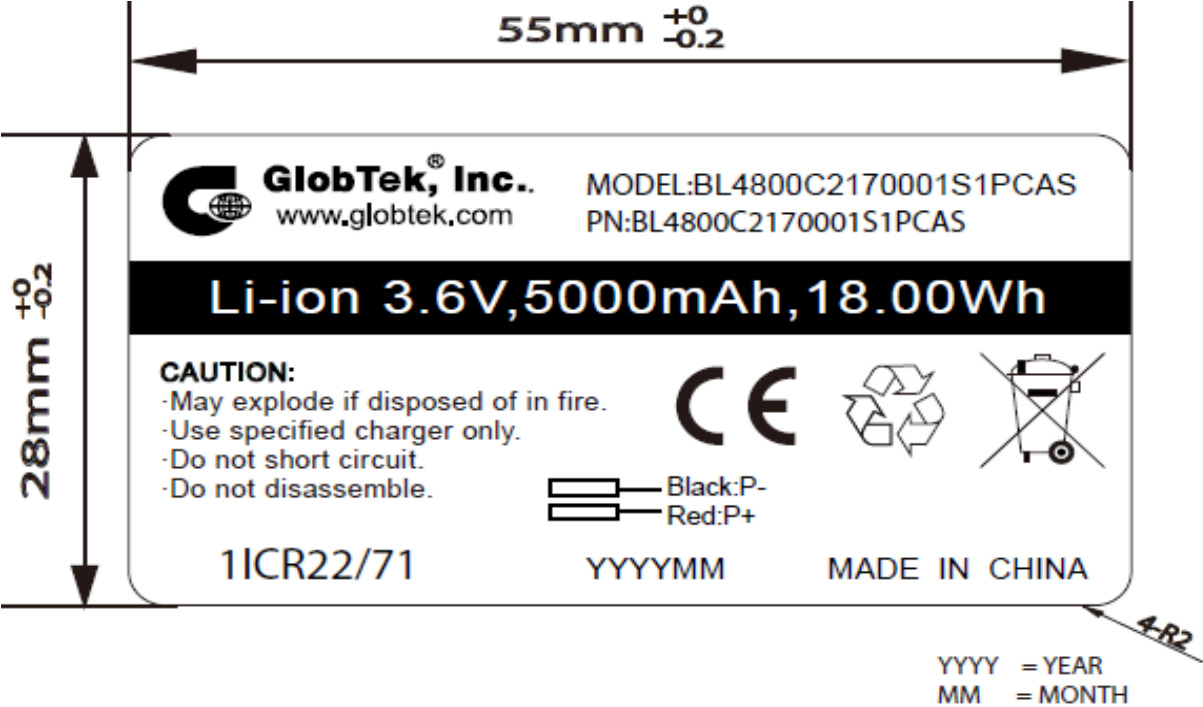 55mm +0 -0.2
28mm +0 -0.2
GlobTek,® Inc..
www.globtek.com
MODEL:BL4800C2170001S1PCAS
PN:BL4800C2170001S1PCAS
Li-ion 3.6V,5000mAh,18.00Wh
CAUTION:
·May explode if disposed of in fire.
·Use specified charger only.
·Do not short circuit.
·Do not disassemble.
CE
Black:P-
Red:P+
1ICR22/71
YYYYMM
MADE IN CHINA
4-R2
YYYY = YEAR
MM = MONTH